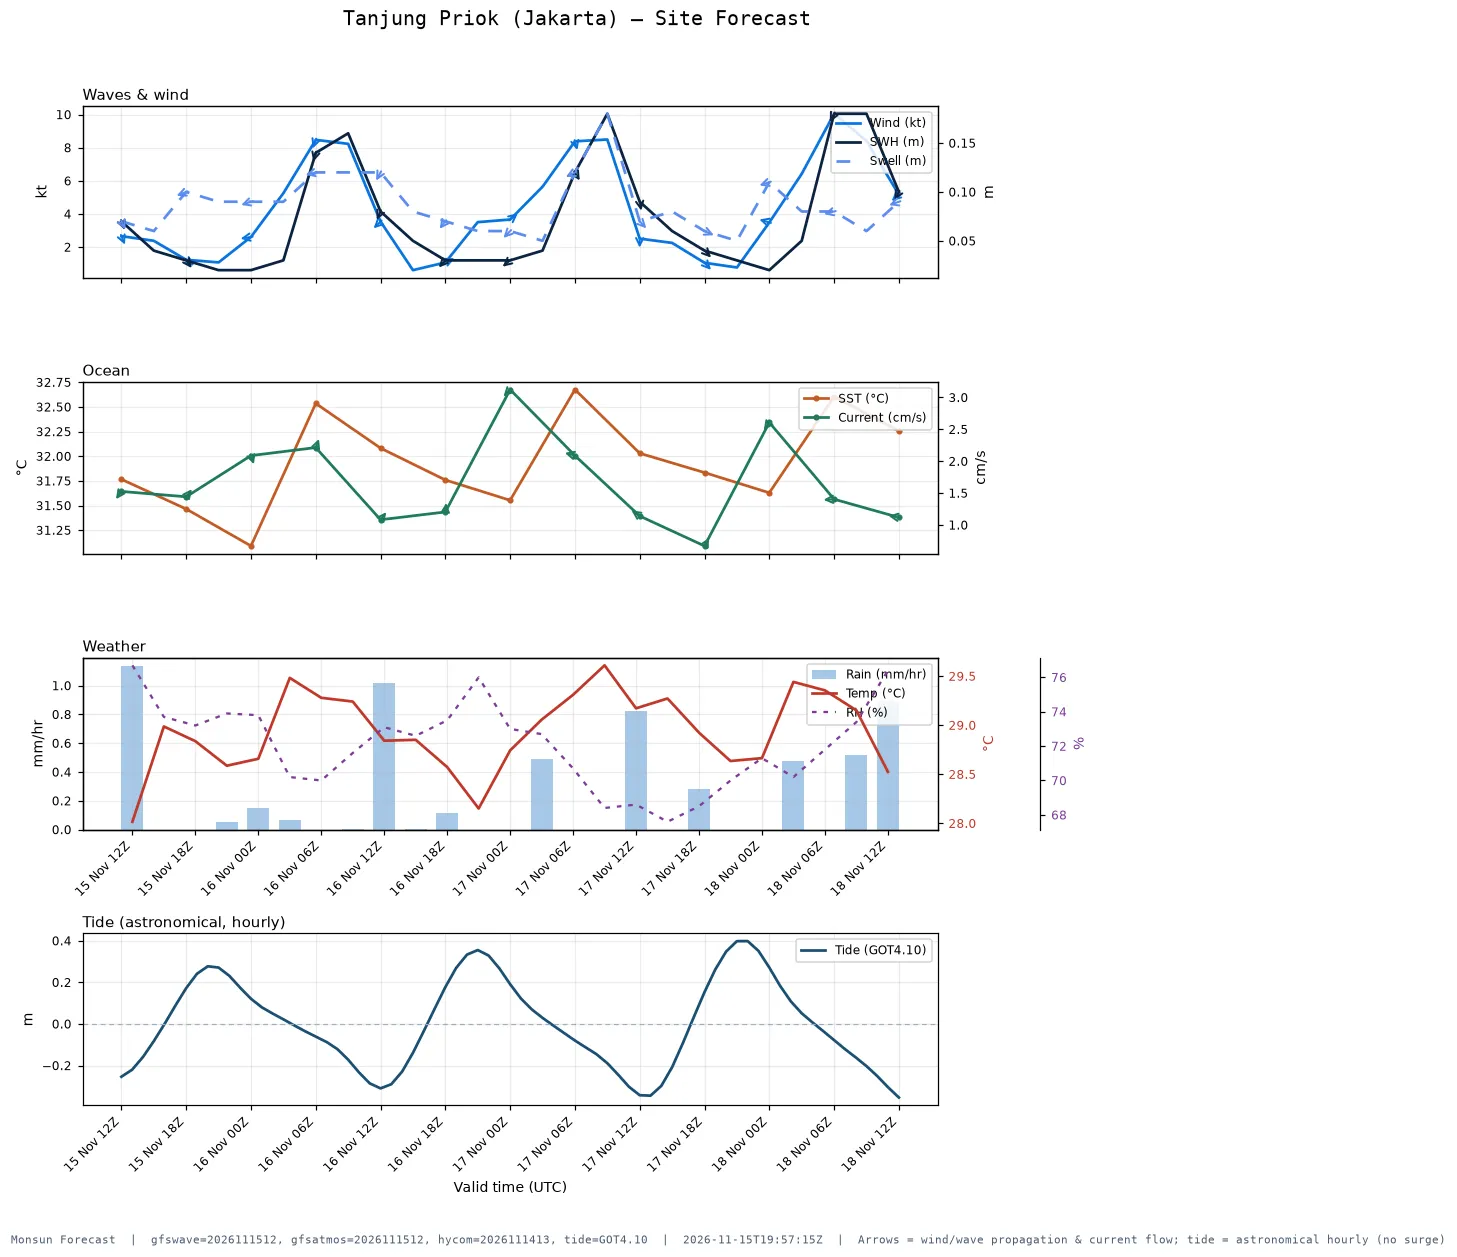 Tanjung Priok (Jakarta) — Site Forecast
Waves & wind
10
8
6
4
2
kt
Wind (kt)
SWH (m)
Swell (m)
0.15
0.10
0.05
m
Ocean
32.75
32.50
32.25
32.00
31.75
31.50
31.25
°C
SST (°C)
Current (cm/s)
3.0
2.5
2.0
1.5
1.0
cm/s
Weather
1.0
0.8
0.6
0.4
0.2
0.0
mm/hr
Rain (mm/hr)
Temp (°C)
RH (%)
29.5
29.0
28.5
28.0
°C
76
74
72
70
68
%
15 Nov 12Z
15 Nov 18Z
16 Nov 00Z
16 Nov 06Z
16 Nov 12Z
16 Nov 18Z
17 Nov 00Z
17 Nov 06Z
17 Nov 12Z
17 Nov 18Z
18 Nov 00Z
18 Nov 06Z
18 Nov 12Z
Tide (astronomical, hourly)
0.4
0.2
0.0
−0.2
m
Tide (GOT4.10)
15 Nov 12Z
15 Nov 18Z
16 Nov 00Z
16 Nov 06Z
16 Nov 12Z
16 Nov 18Z
17 Nov 00Z
17 Nov 06Z
17 Nov 12Z
17 Nov 18Z
18 Nov 00Z
18 Nov 06Z
18 Nov 12Z
Valid time (UTC)
Monsun Forecast | gfswave=2026111512, gfsatmos=2026111512, hycom=2026111413, tide=GOT4.10 | 2026-11-15T19:57:15Z | Arrows = wind/wave propagation & current flow; tide = astronomical hourly (no surge)